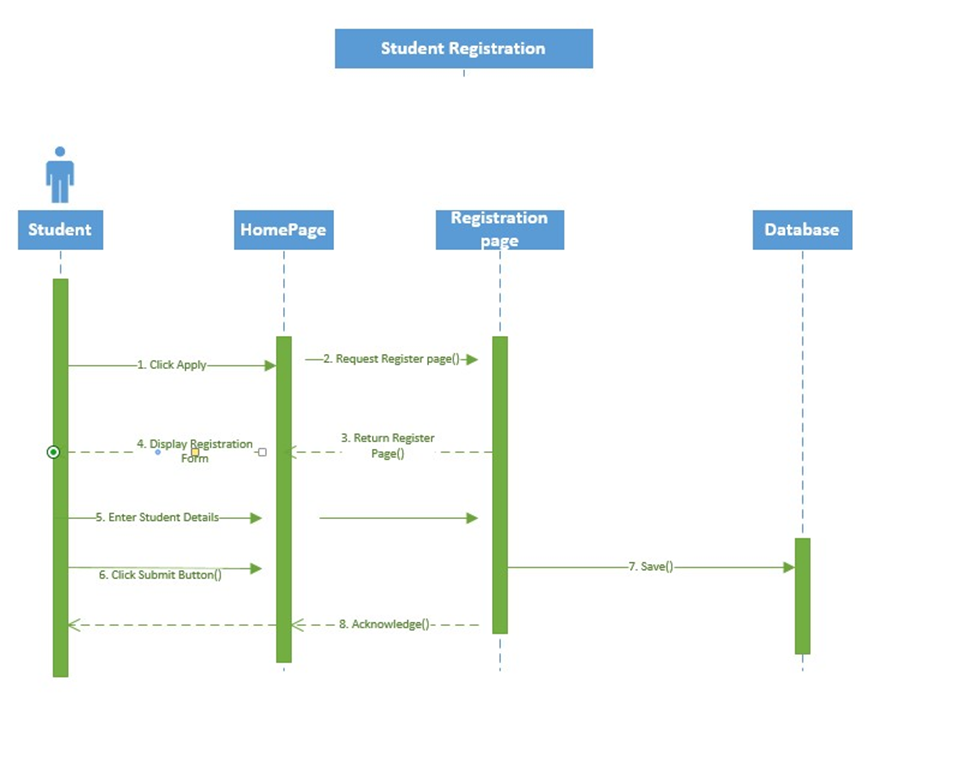 Student Registration
Student
HomePage
Registration
page
Database
1. Click Apply
2. Request Register page()
4. Display Registration
Form
3. Return Register
Page()
5. Enter Student Details
6. Click Submit Button()
7. Save()
8. Acknowledge()